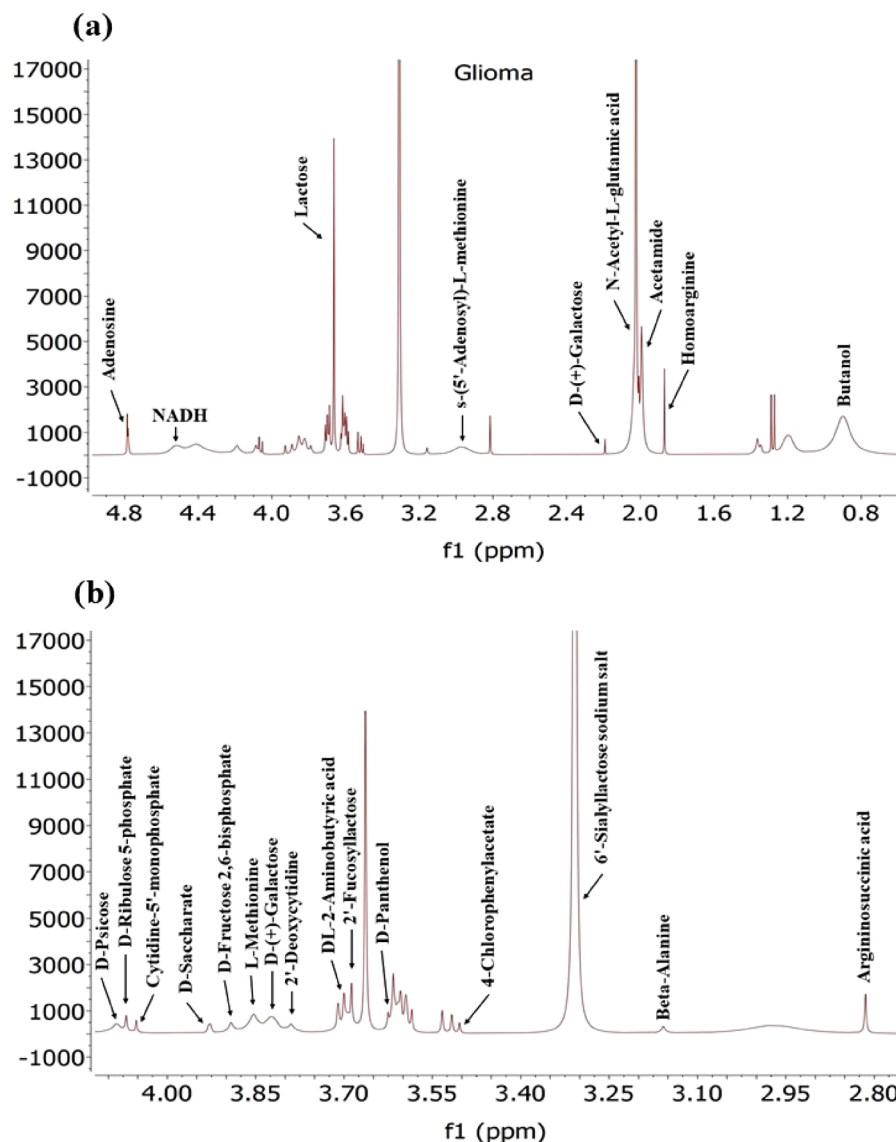 (a)
Glioma
17000
15000
13000
11000
9000
7000
5000
3000
1000
-1000
Adenosine
NADH
Lactose
s-(5'-Adenosyl)-L-methionine
D-(+)-Galactose
N-Acetyl-L-glutamic acid
Acetamide
Homoarginine
Butanol
4.8 4.4 4.0 3.6 3.2 2.8 2.4 2.0 1.6 1.2 0.8
f1 (ppm)
(b)
17000
15000
13000
11000
9000
7000
5000
3000
1000
-1000
D-Psicose
D-Ribulose 5-phosphate
Cytidine-5'-monophosphate
D-Saccharate
D-Fructose 2,6-bisphosphate
L-Methionine
D-(+)-Galactose
2'-Deoxycytidine
DL-2-Aminobutyric acid
2'-Fucosyllactose
D-Panthenol
4-Chlorophenylacetate
6'-Sialyllactose sodium salt
Beta-Alanine
Argininosuccinic acid
4.00 3.85 3.70 3.55 3.40 3.25 3.10 2.95 2.80
f1 (ppm)